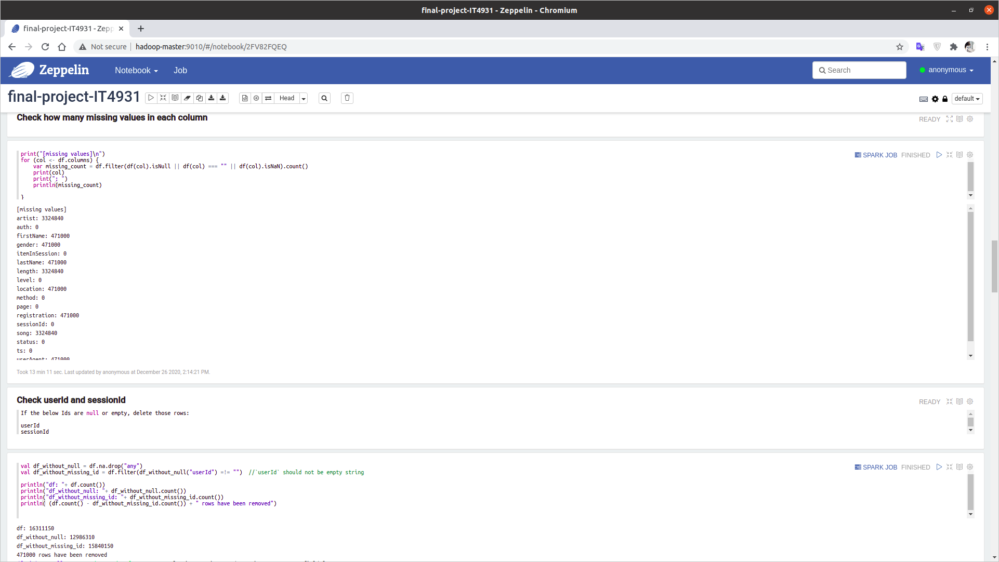 final-project-IT4931 - Zeppelin - Chromium
final-project-IT4931 - Zepp
Not secure | hadoop-master:9010/#/notebook/2FV82FQEQ
Zeppelin Notebook Job Search anonymous
final-project-IT4931 Head default
Check how many missing values in each column
READY
print("[missing values]\n")
SPARK JOB FINISHED
for (col <- df.columns) {
var missing_count = df.filter(df(col).isNull || df(col) === "" || df(col).isNaN).count()
print(col)
print(": ")
println(missing_count)
}
[missing values]
artist: 3324840
auth: 0
firstName: 471000
gender: 471000
itemInSession: 0
lastName: 471000
length: 3324840
level: 0
location: 471000
method: 0
page: 0
registration: 471000
sessionId: 0
song: 3324840
status: 0
ts: 0
userAgent: 471000
Took 13 min 11 sec. Last updated by anonymous at December 26 2020, 2:14:21 PM.
Check userId and sessionId
READY
If the below Ids are null or empty, delete those rows:
userId
sessionId
val df_without_null = df.na.drop("any")
SPARK JOB FINISHED
val df_without_missing_id = df.filter(df_without_null("userId") =!= "") //`userId` should not be empty string
println("df: "+ df.count())
println("df_without_null: "+ df_without_null.count())
println("df_without_missing_id: "+ df_without_missing_id.count())
println( (df.count() - df_without_missing_id.count()) + " rows have been removed")
df: 16311150
df_without_null: 12986310
df_without_missing_id: 15840150
471000 rows have been removed